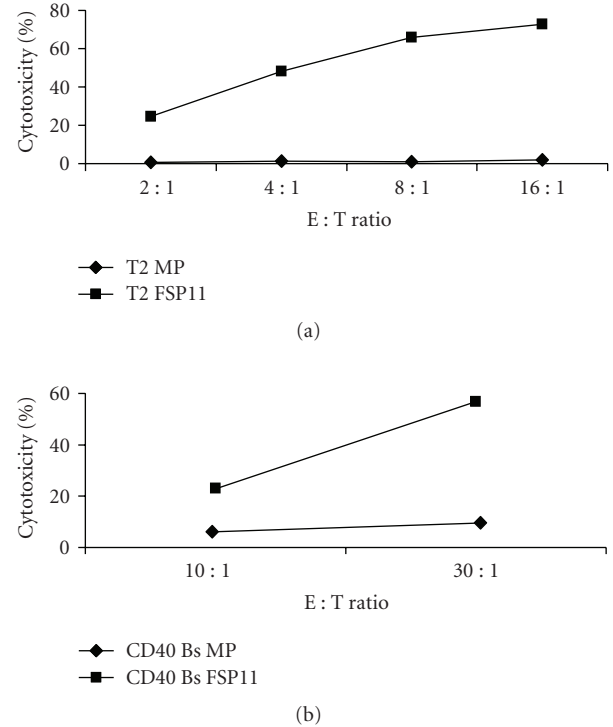 80
60
40
20
0
Cytotoxicity (%)
2 : 1 4 : 1 8 : 1 16 : 1
E : T ratio
T2 MP
T2 FSP11
(a)
60
40
20
0
Cytotoxicity (%)
10 : 1 30 : 1
E : T ratio
CD40 Bs MP
CD40 Bs FSP11
(b)